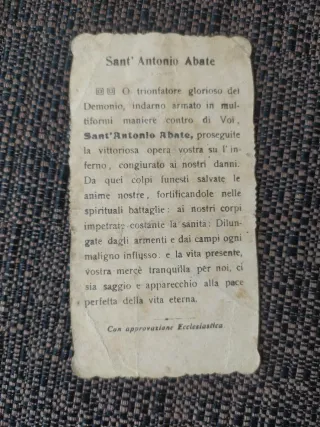 Sant' Antonio Abate
O trionfatore glorioso del
Demonio, indarno armato in mul-
tiformi maniere contro di Voi,
Sant'Antonio Abate, proseguite
la vittoriosa opera vostra su l'in-
ferno, congiurato ai nostri danni.
Da quei colpi funesti salvate le
anime nostre, fortificandole nelle
spirituali battaglie: ai nostri corpi
impetrate costante la sanità: Dilun-
gate dagli armenti e dai campi ogni
maligno influsso: e la vita presente,
vostra mercè tranquilla per noi, ci
sia saggio e apparecchio alla pace
perfetta della vita eterna.
Con approvazione Ecclesiastica